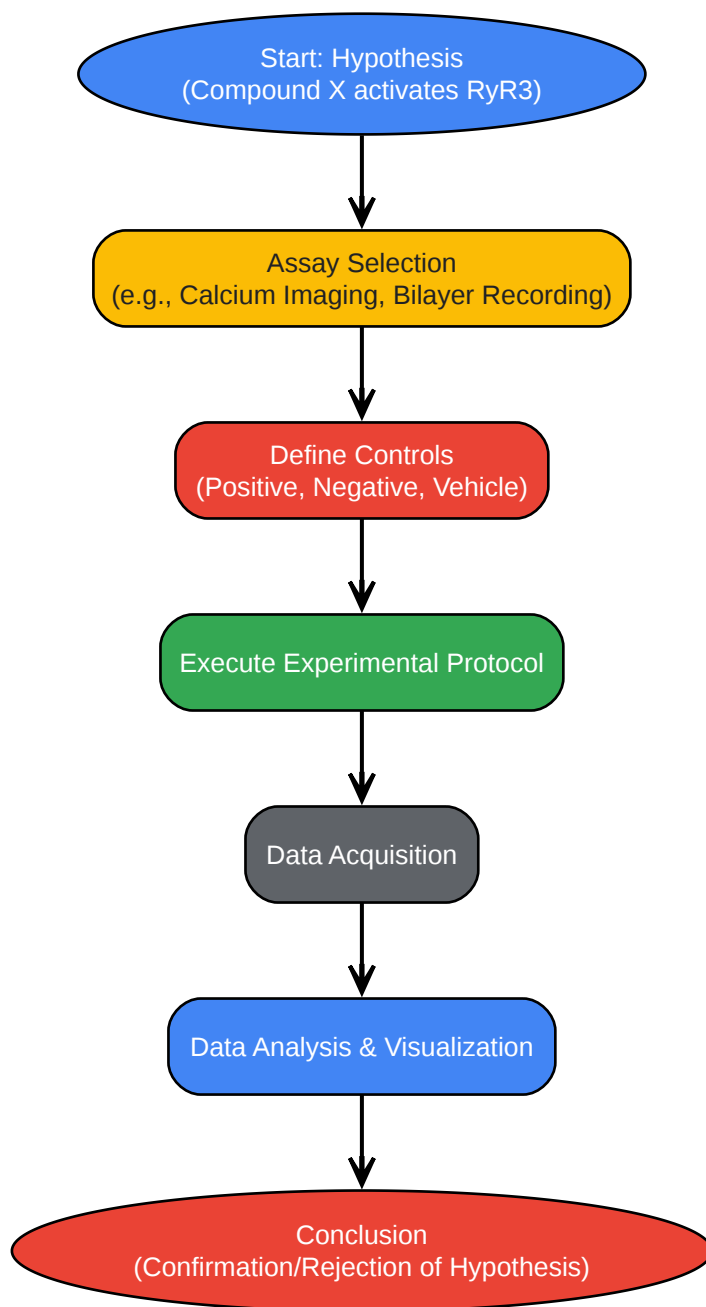 Start: Hypothesis
(Compound X activates RyR3)
Assay Selection
(e.g., Calcium Imaging, Bilayer Recording)
Define Controls
(Positive, Negative, Vehicle)
Execute Experimental Protocol
Data Acquisition
Data Analysis & Visualization
Conclusion
(Confirmation/Rejection of Hypothesis)